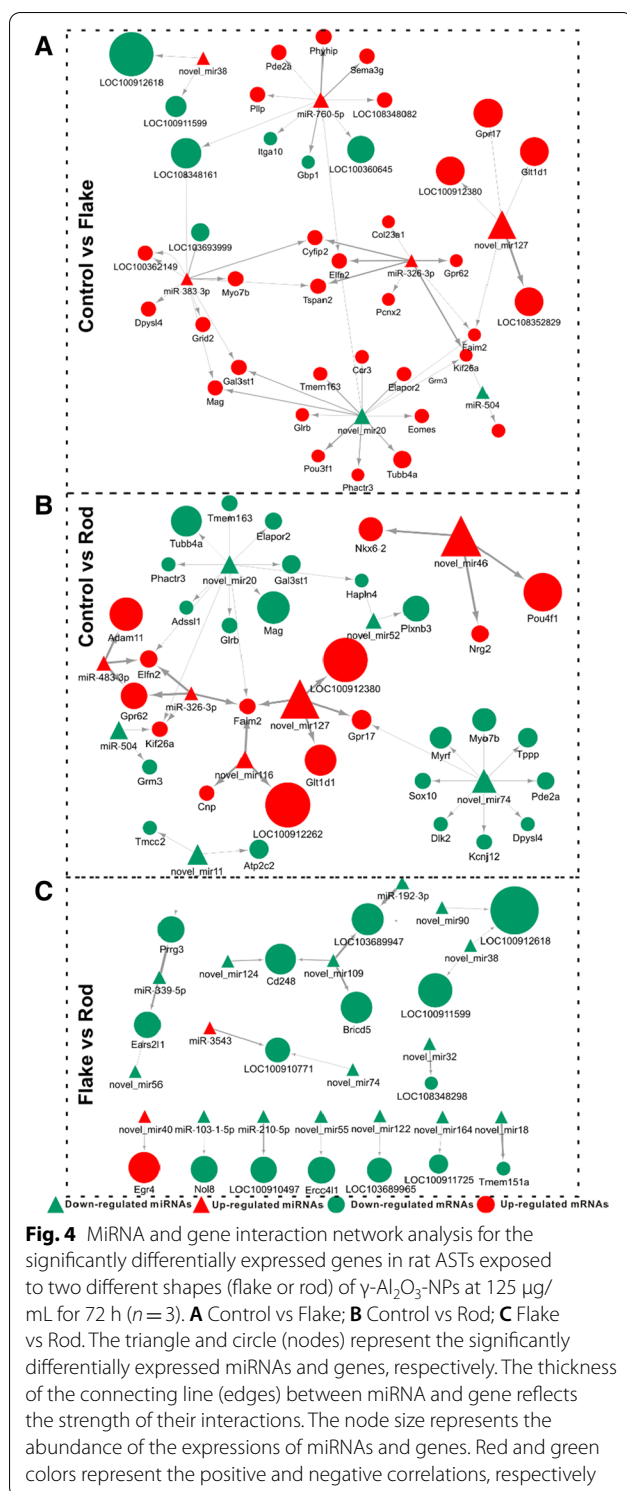 A
Control vs Flake
LOC100912618
novel_mir38
LOC100911599
Phyhip
Pde2a
Sema3g
Pllp
miR-760-5p
LOC108348082
Itga10
Gbp1
LOC100360645
LOC108348161
Gpr17
Glt1d1
LOC100912380
novel_mir127
LOC108352829
LOC103693999
LOC100362149
miR-383-3p
Myo7b
Dpysl4
Grid2
Cyfip2
Col23a1
Elfn2
miR-326-3p
Gpr62
Tspan2
Pcnx2
Faim2
Kif26a
Gal3st1
Mag
Tmem163
Ccr3
Elapor2
Grm3
miR-504
Glrb
novel_mir20
Eomes
Pou3f1
Phactr3
Tubb4a
B
Control vs Rod
Tmem163
Tubb4a
Elapor2
Phactr3
novel_mir20
Gal3st1
Adssl1
Glrb
Mag
Hapln4
novel_mir52
Plxnb3
Nkx6-2
novel_mir46
Pou4f1
Nrg2
Adam11
miR-483-3p
Elfn2
Gpr62
miR-326-3p
LOC100912380
Faim2
novel_mir127
Gpr17
miR-504
Kif26a
Grm3
novel_mir116
Glt1d1
Cnp
LOC100912262
Tmcc2
novel_mir11
Atp2c2
Myrf
Myo7b
Tppp
Sox10
novel_mir74
Pde2a
Dlk2
Kcnj12
Dpysl4
C
Flake vs Rod
miR-192-3p
Prrg3
LOC103689947
novel_mir90
LOC100912618
novel_mir38
novel_mir124
Cd248
novel_mir109
miR-339-5p
Bricd5
LOC100911599
Ears2l1
miR-3543
novel_mir56
LOC100910771
novel_mir74
novel_mir32
LOC108348298
novel_mir40
miR-103-1-5p
miR-210-5p
novel_mir55
novel_mir122
novel_mir164
novel_mir18
Egr4
Nol8
LOC100910497
Ercc4l1
LOC103689965
LOC100911725
Tmem151a
Down-regulated miRNAs
Up-regulated miRNAs
Down-regulated mRNAs
Up-regulated mRNAs
Fig. 4 MiRNA and gene interaction network analysis for the
significantly differentially expressed genes in rat ASTs exposed
to two different shapes (flake or rod) of γ-Al₂O₃-NPs at 125 μg/
mL for 72 h (n = 3). A Control vs Flake; B Control vs Rod; C Flake
vs Rod. The triangle and circle (nodes) represent the significantly
differentially expressed miRNAs and genes, respectively. The thickness
of the connecting line (edges) between miRNA and gene reflects
the strength of their interactions. The node size represents the
abundance of the expressions of miRNAs and genes. Red and green
colors represent the positive and negative correlations, respectively